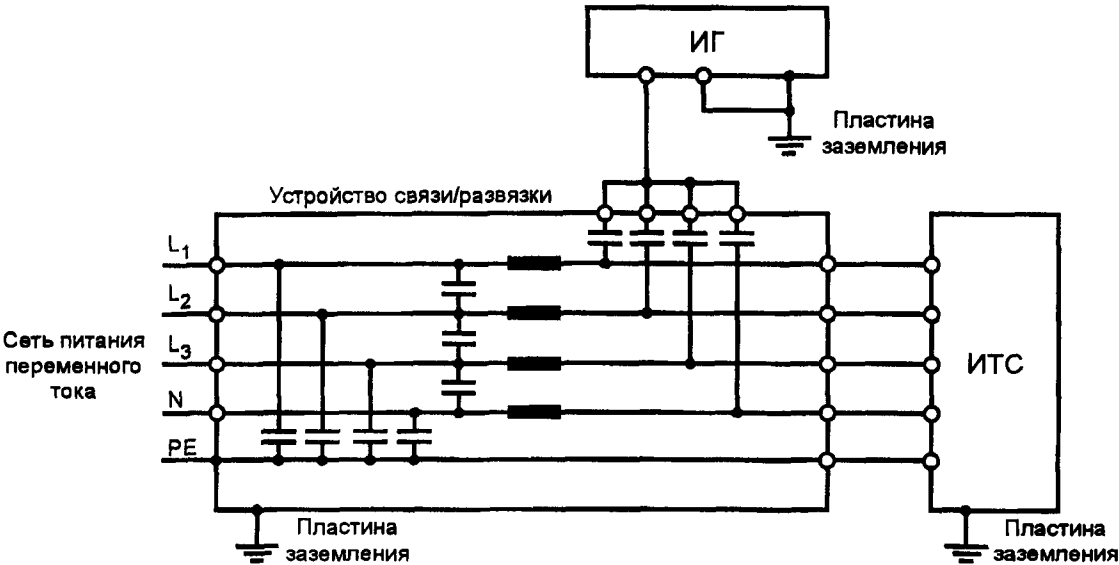 ИГ
Пластина
заземления
Устройство связи/развязки
L1
L2
L3
N
PE
Сеть питания
переменного
тока
ИТС
Пластина
заземления
Пластина
заземления